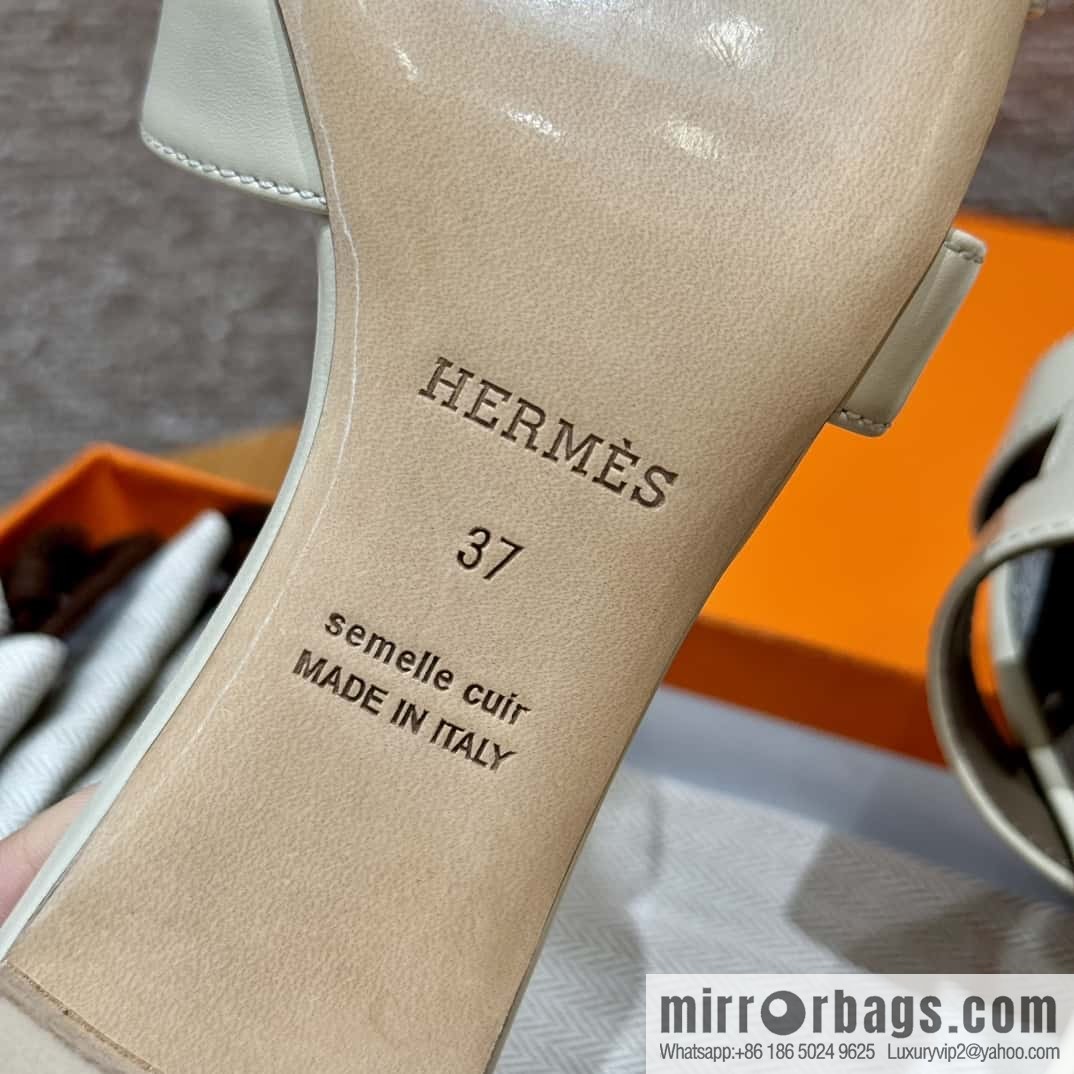 HERMÈS
37
semelle cuir
MADE IN ITALY
mirrorbags.com
Whatsapp:+86 186 5024 9625 Luxuryvip2@yahoo.com